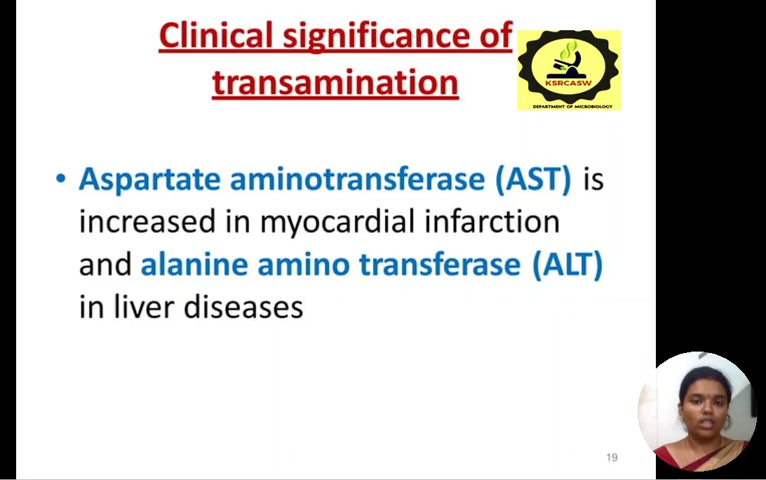 Clinical significance of
transamination
KSRCASW
DEPARTMENT OF MICROBIOLOGY
• Aspartate aminotransferase (AST) is
increased in myocardial infarction
and alanine amino transferase (ALT)
in liver diseases
19